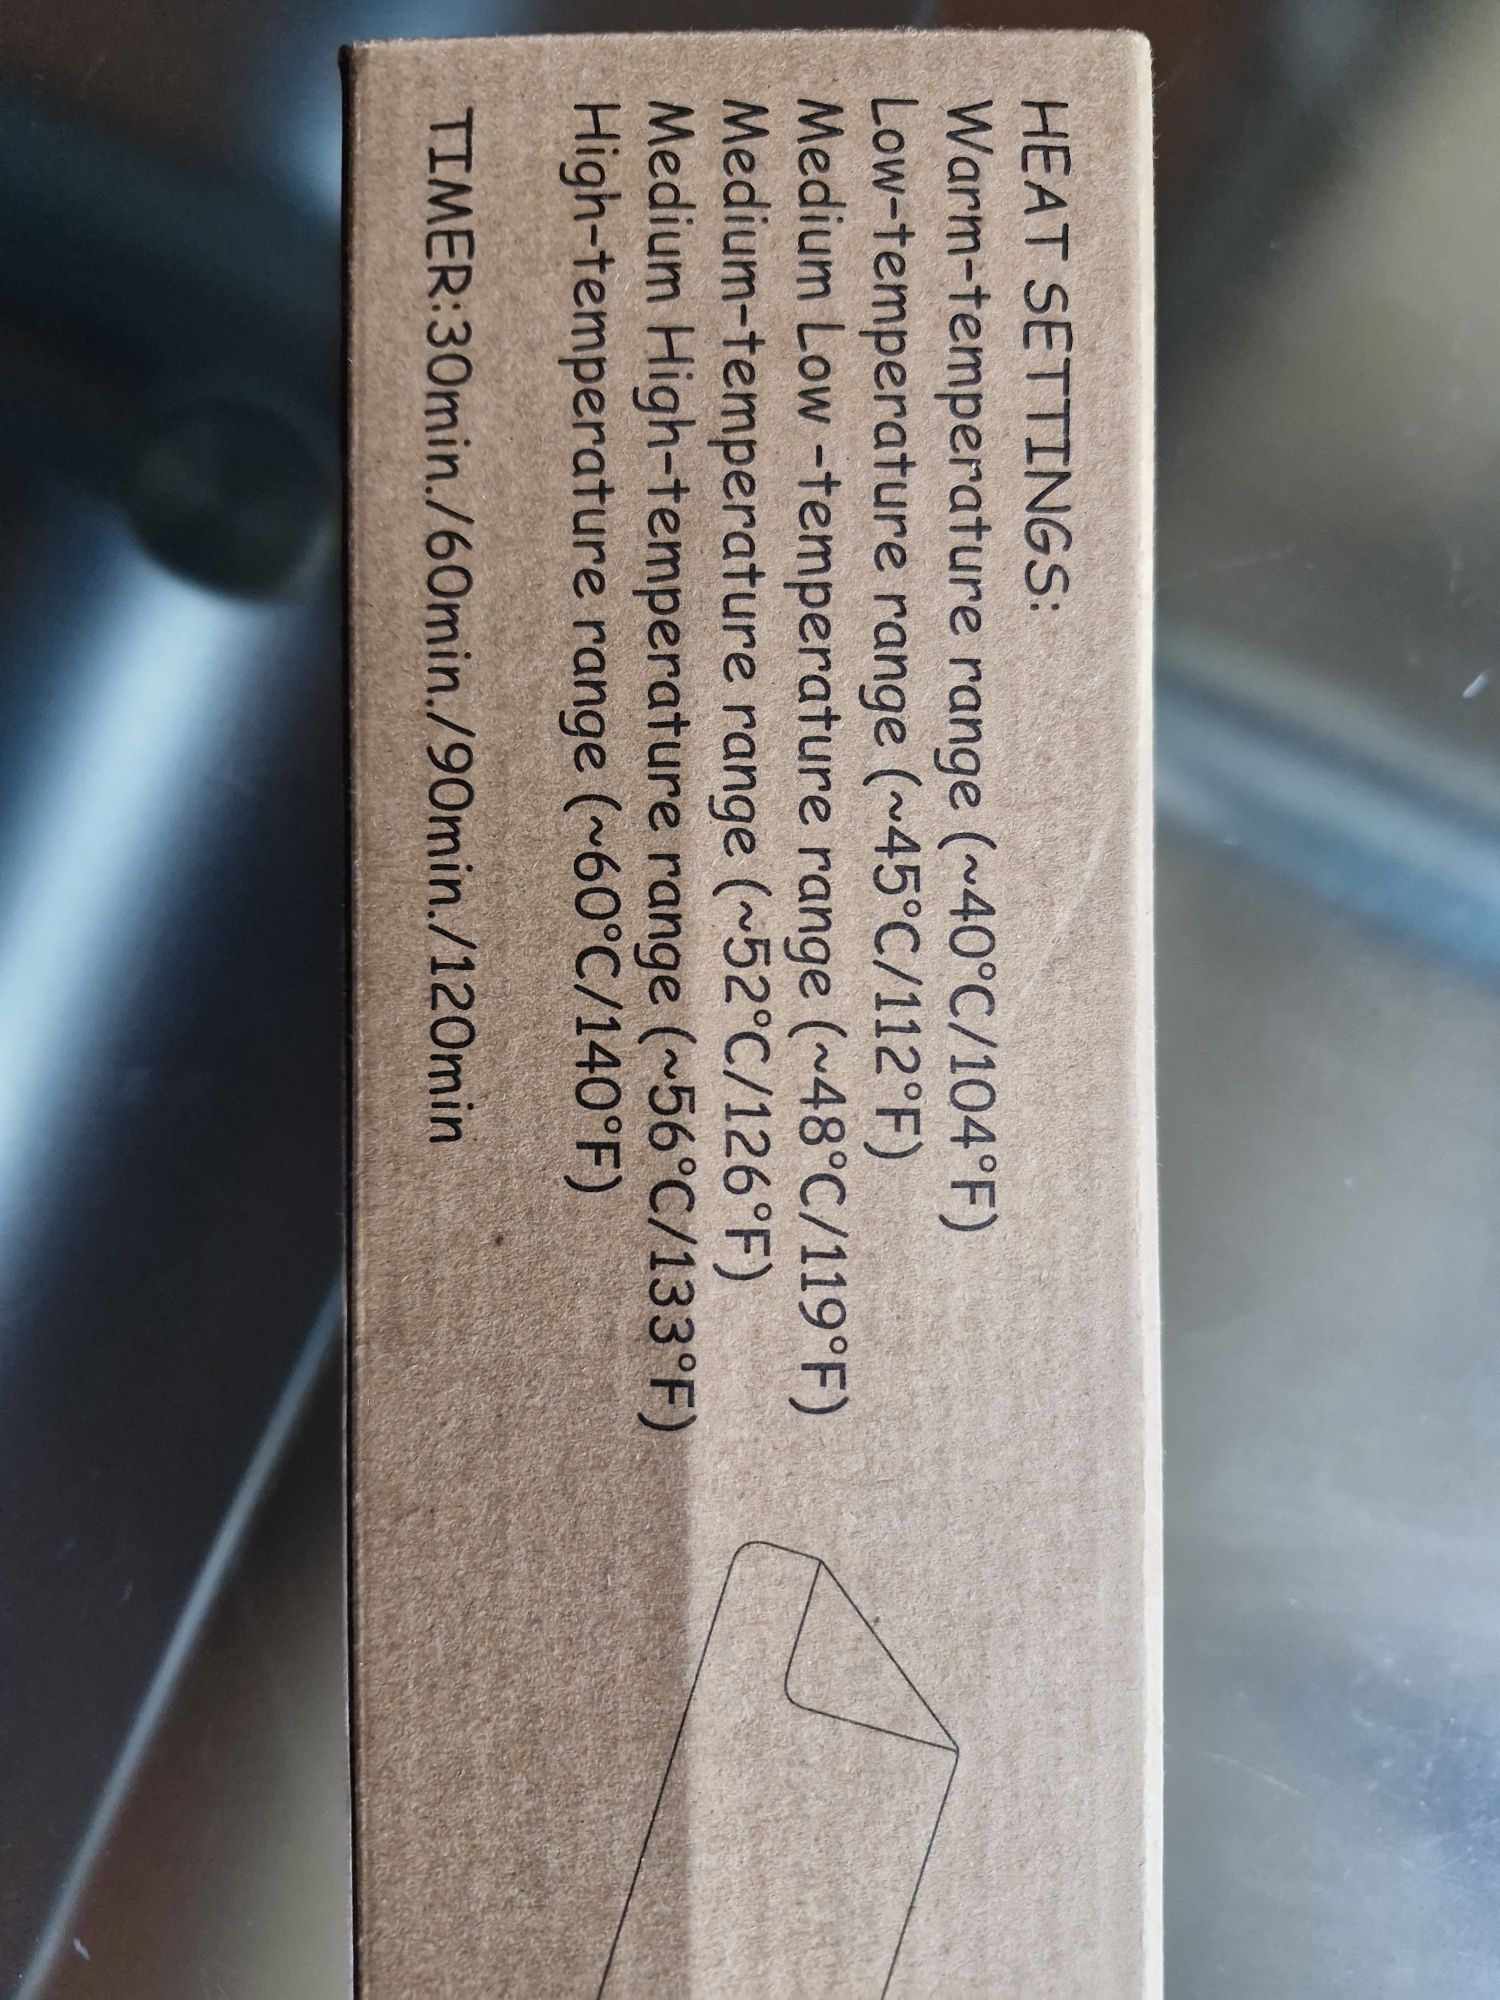 HEAT SETTINGS:
Warm-temperature range (~40°C/104°F)
Low-temperature range (~45°C/112°F)
Medium Low -temperature range (~48°C/119°F)
Medium-temperature range (~52°C/126°F)
Medium High-temperature range (~56°C/133°F)
High-temperature range (~60°C/140°F)
TIMER:30min./60min./90min./120min